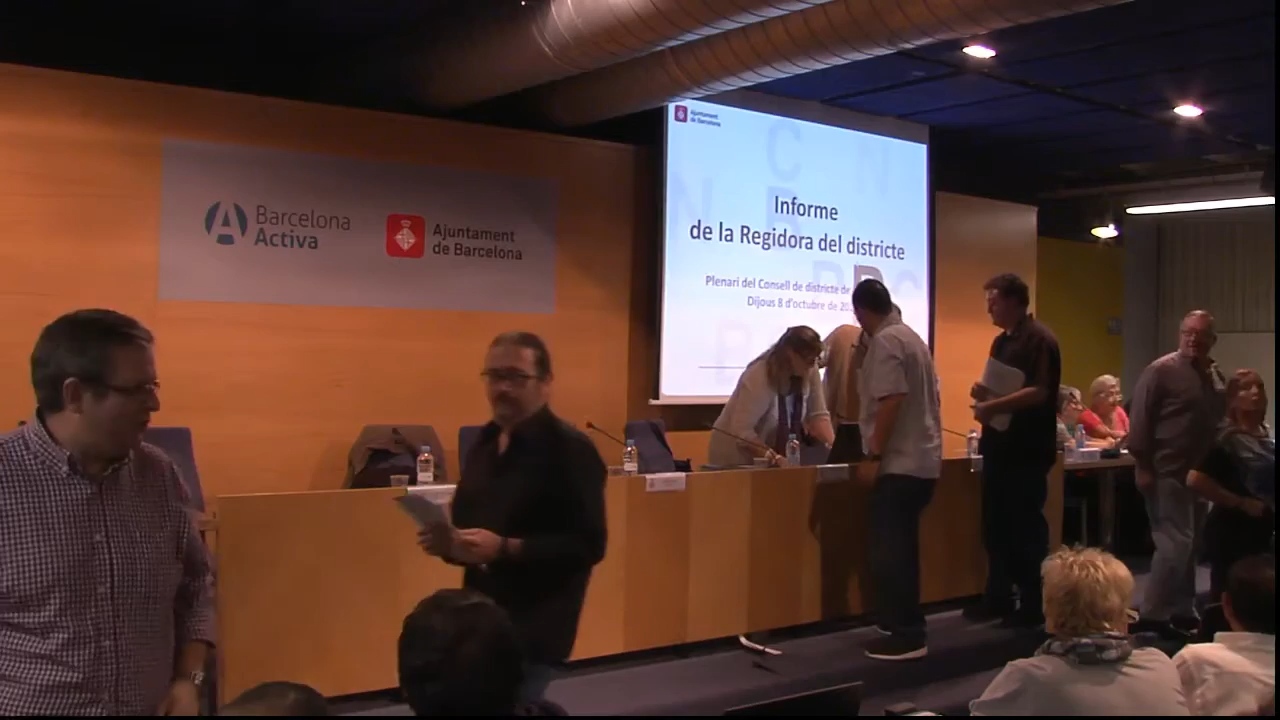 Barcelona
Activa
Ajuntament
de Barcelona
Ajuntament
de Barcelona
Informe
de la Regidora del districte
Plenari del Consell de districte de
Dijous 8 d'octubre de